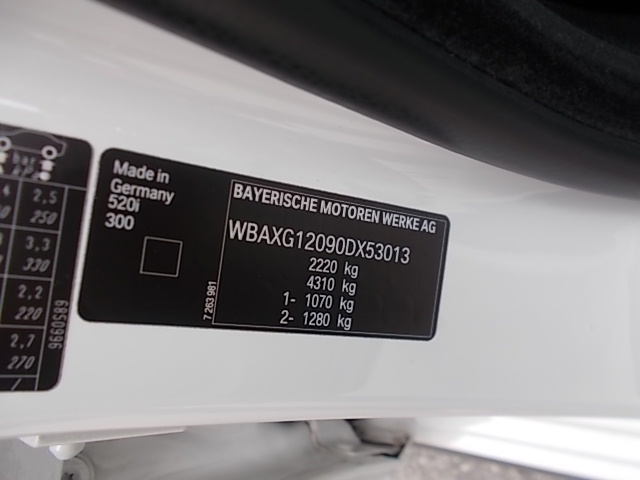 bar
2,5
250
3,3
330
2,2
220
2,7
270
9660589
Made in
Germany
520i
300
7 263 981
BAYERISCHE MOTOREN WERKE AG
WBAXG12090DX53013
2220 kg
4310 kg
1- 1070 kg
2- 1280 kg